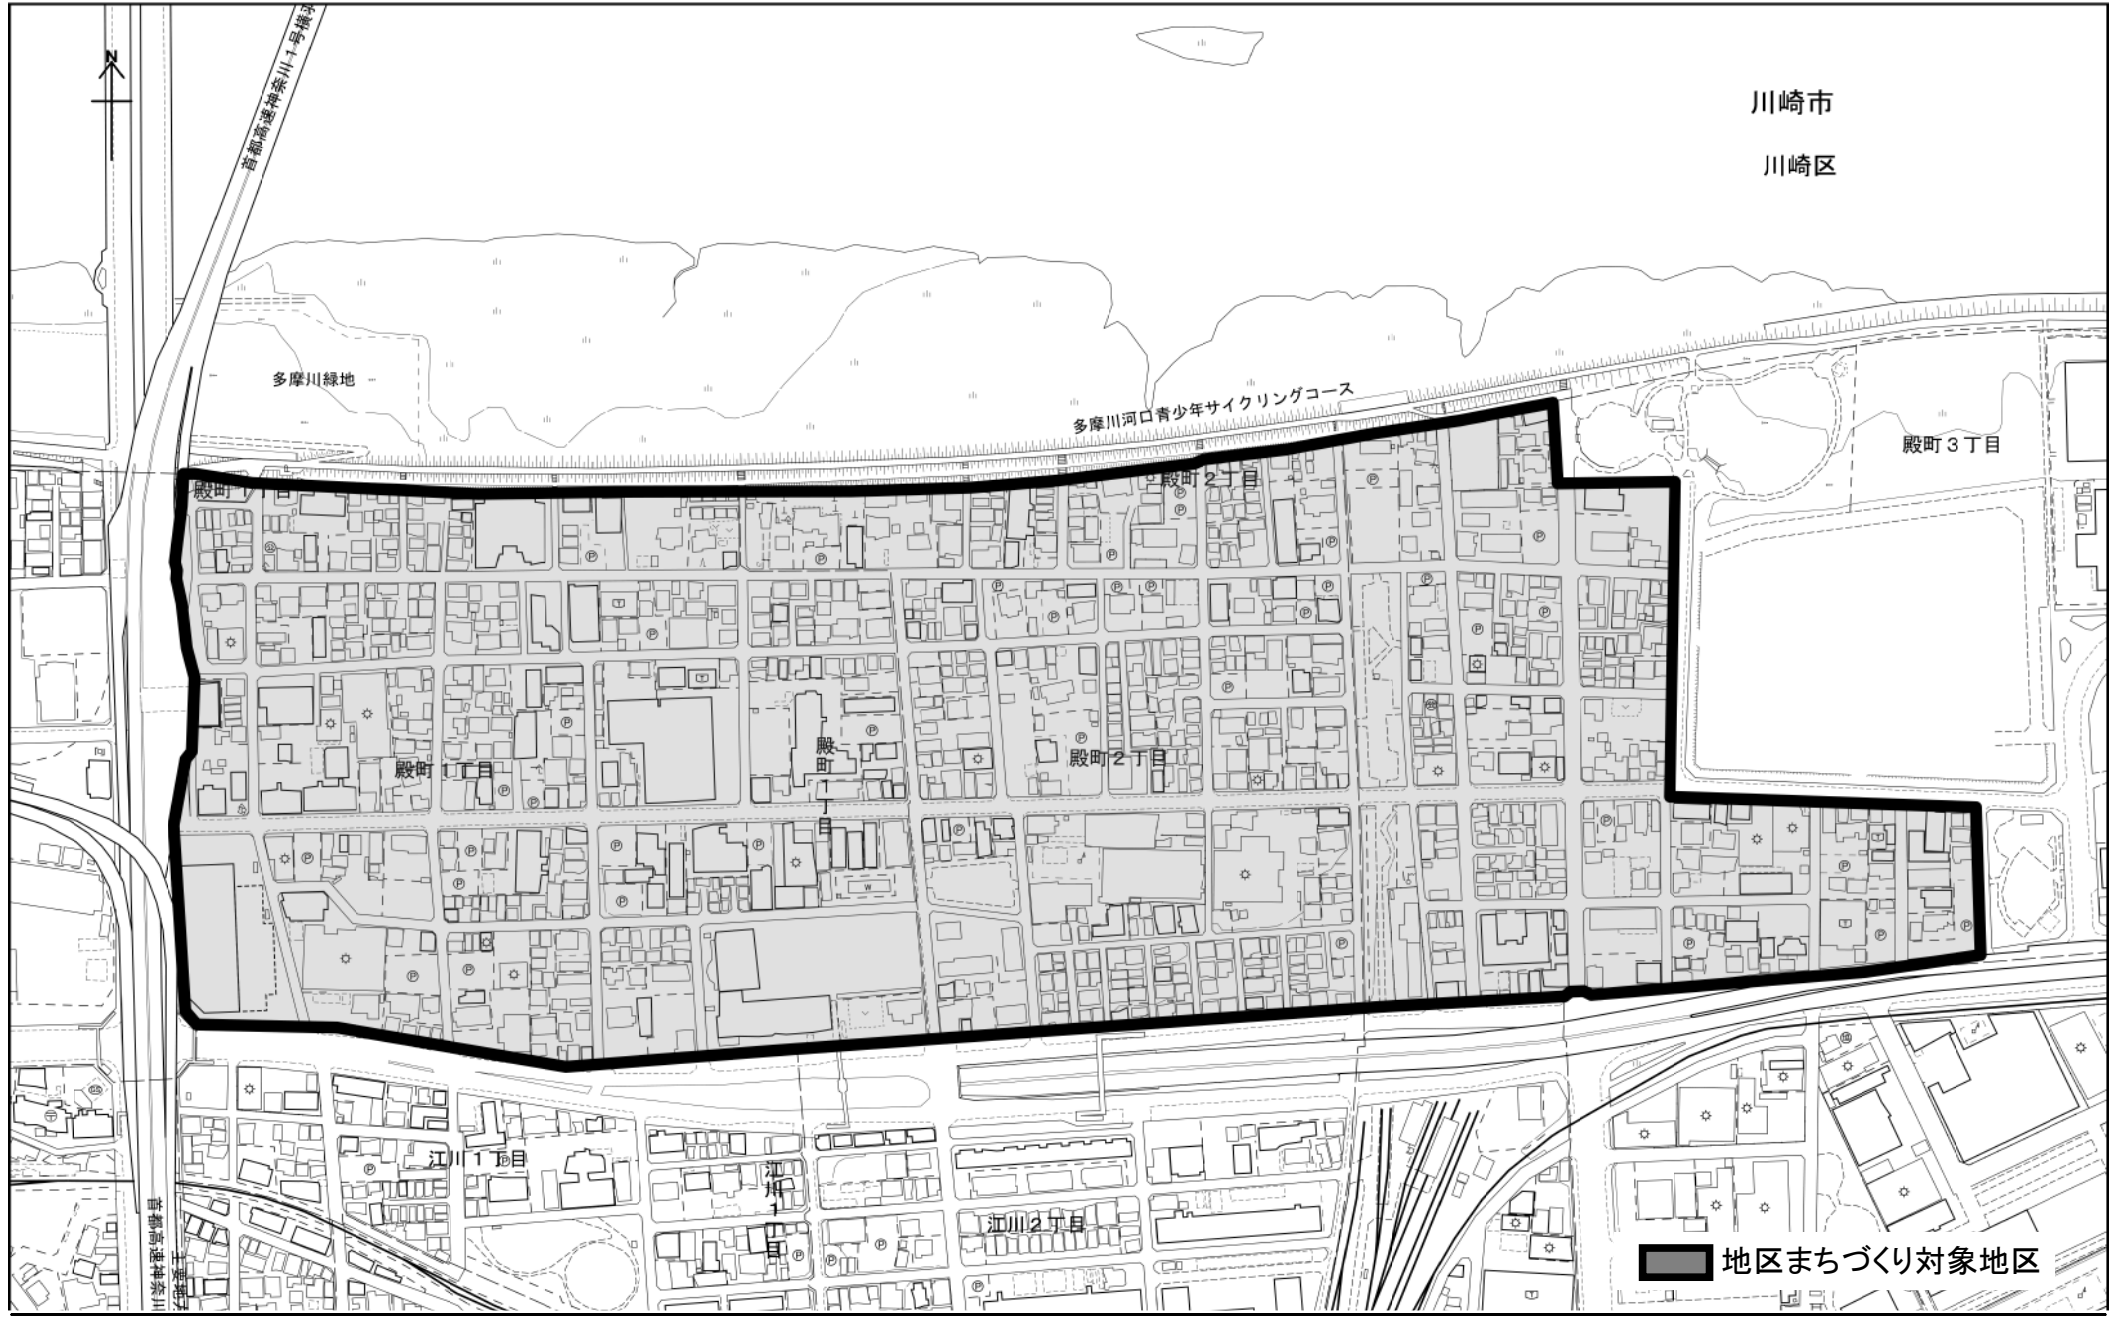 N
首都高速神奈川1号横羽
川崎市
川崎区
多摩川緑地
多摩川河口青少年サイクリングコース
殿町3丁目
殿町1丁目
殿町2丁目
殿町1丁目
殿町1丁目
殿町2丁目
江川1丁目
江川1丁目
江川2丁目
首都高速神奈川
主要地方
地区まちづくり対象地区